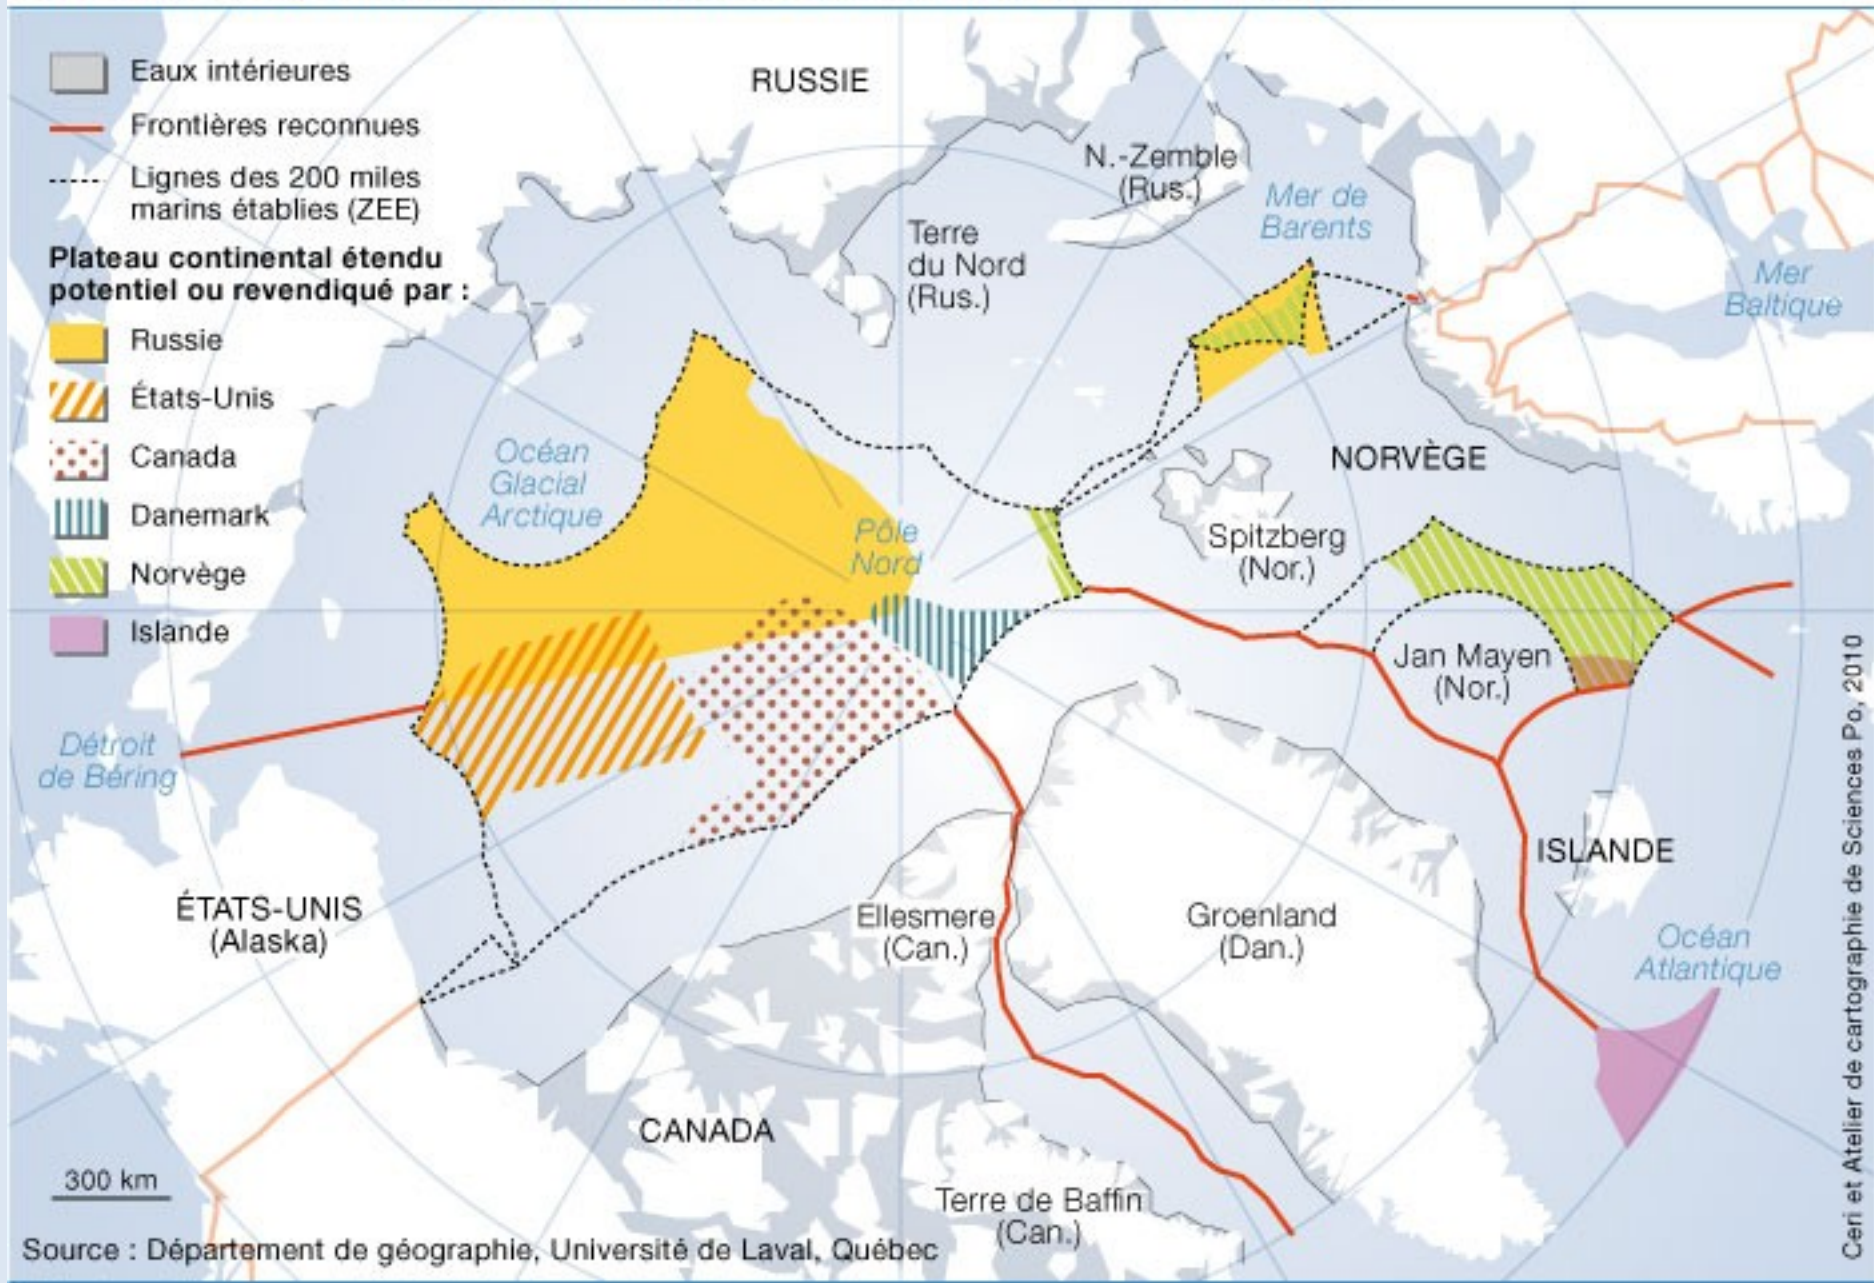 Eaux intérieures
Frontières reconnues
Lignes des 200 miles
marins établies (ZEE)
Plateau continental étendu
potentiel ou revendiqué par :
Russie
États-Unis
Canada
Danemark
Norvège
Islande
RUSSIE
N.-Zemble
(Rus.)
Mer de
Barents
Terre
du Nord
(Rus.)
Mer
Baltique
Océan
Glacial
Arctique
Pôle
Nord
NORVÈGE
Spitzberg
(Nor.)
Jan Mayen
(Nor.)
Détroit
de Béring
ISLANDE
ÉTATS-UNIS
(Alaska)
Ellesmere
(Can.)
Groenland
(Dan.)
Océan
Atlantique
CANADA
Terre de Baffin
(Can.)
300 km
Source : Département de géographie, Université de Laval, Québec
Ceri et Atelier de cartographie de Sciences Po, 2010